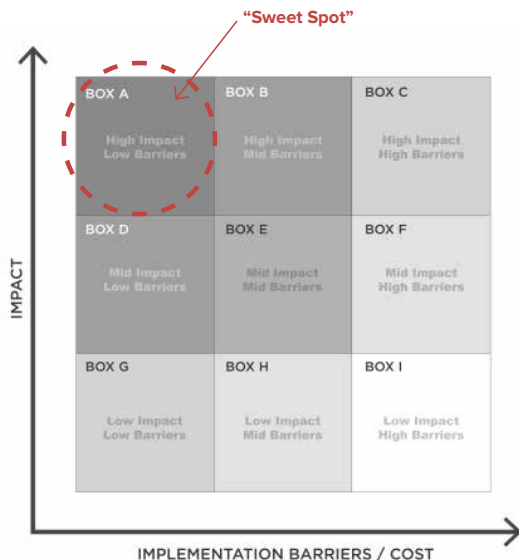 “Sweet Spot”
BOX A
High Impact
Low Barriers
BOX B
High Impact
Mid Barriers
BOX C
High Impact
High Barriers
BOX D
Mid Impact
Low Barriers
BOX E
Mid Impact
Mid Barriers
BOX F
Mid Impact
High Barriers
BOX G
Low Impact
Low Barriers
BOX H
Low Impact
Mid Barriers
BOX I
Low Impact
High Barriers
IMPACT
IMPLEMENTATION BARRIERS / COST